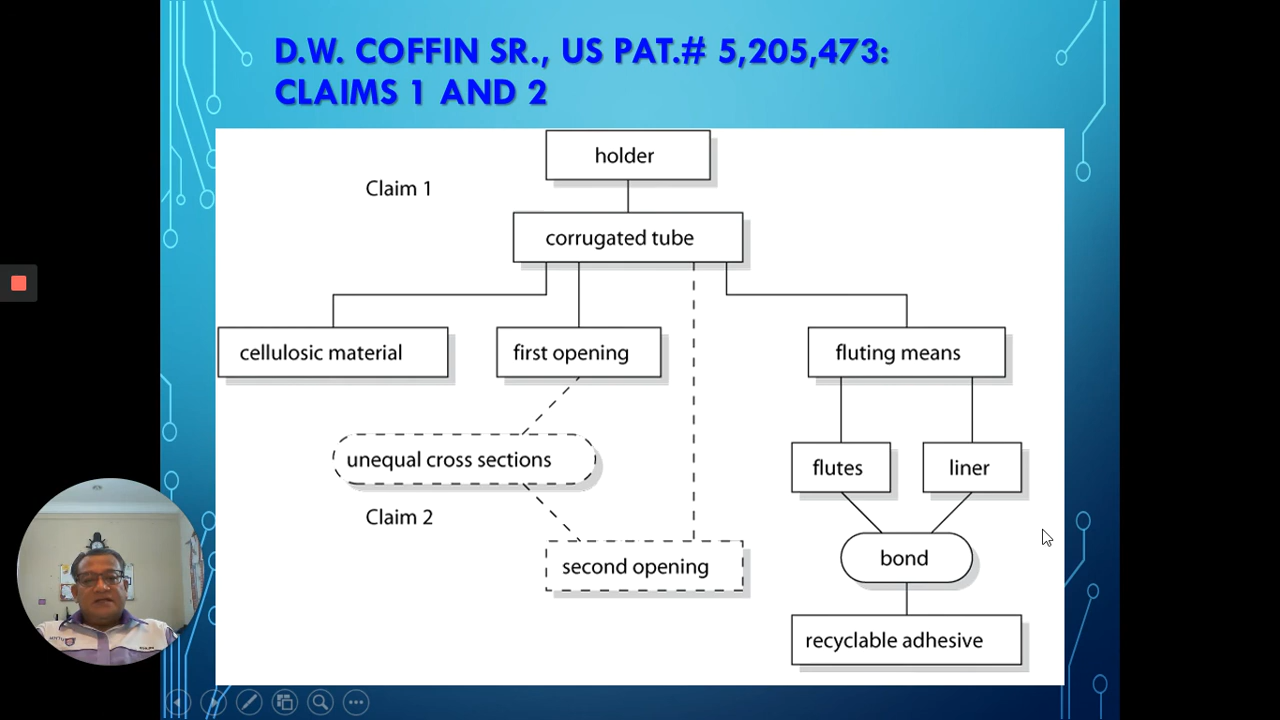 D.W. COFFIN SR., US PAT.# 5,205,473:
CLAIMS 1 AND 2
holder
Claim 1
corrugated tube
cellulosic material
first opening
fluting means
unequal cross sections
flutes
liner
Claim 2
second opening
bond
recyclable adhesive